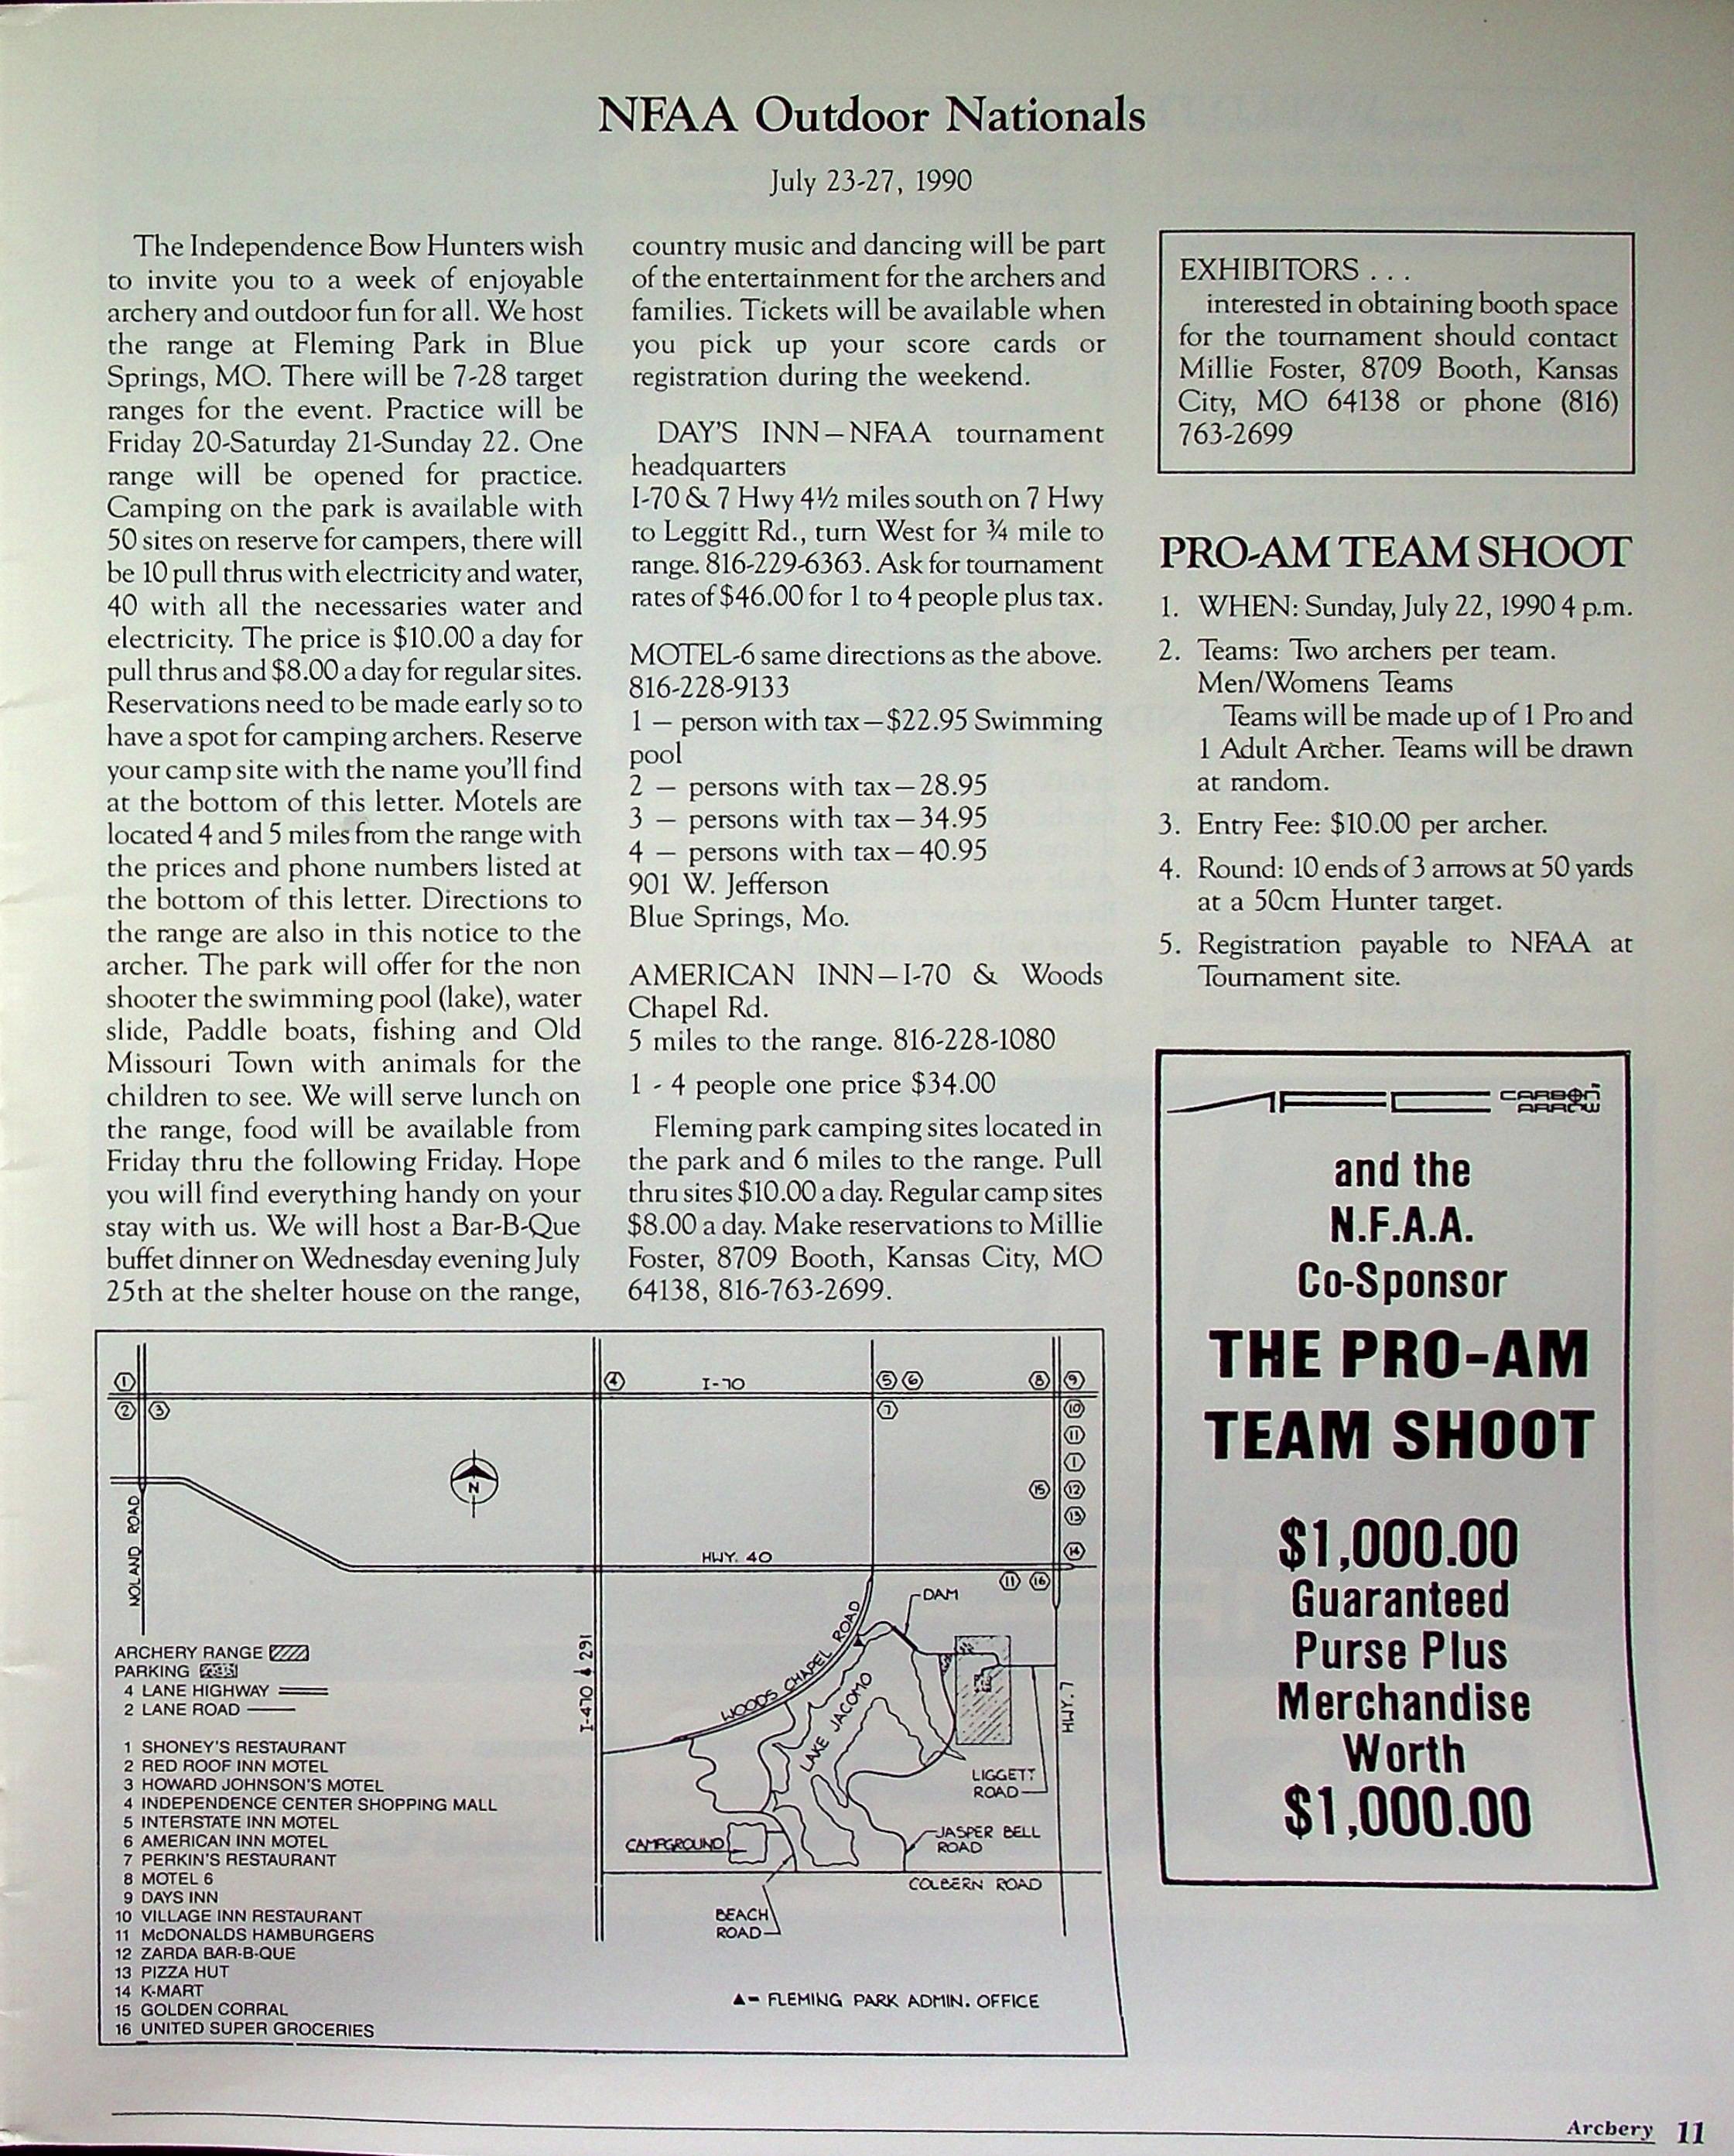 NFAA Outdoor Nationals
July 23-27, 1990
The Independence Bow Hunters wish
to invite you to a week of enjoyable
archery and outdoor fun for all. We host
the range at Fleming Park in Blue
Springs, MO. There will be 7-28 target
ranges for the event. Practice will be
Friday 20-Saturday 21-Sunday 22. One
range will be opened for practice.
Camping on the park is available with
50 sites on reserve for campers, there will
be 10 pull thrus with electricity and water,
40 with all the necessaries water and
electricity. The price is $10.00 a day for
pull thrus and $8.00 a day for regular sites.
Reservations need to be made early so to
have a spot for camping archers. Reserve
your camp site with the name you'll find
at the bottom of this letter. Motels are
located 4 and 5 miles from the range with
the prices and phone numbers listed at
the bottom of this letter. Directions to
the range are also in this notice to the
archer. The park will offer for the non
shooter the swimming pool (lake), water
slide, Paddle boats, fishing and Old
Missouri Town with animals for the
children to see. We will serve lunch on
the range, food will be available from
Friday thru the following Friday. Hope
you will find everything handy on your
stay with us. We will host a Bar-B-Que
buffet dinner on Wednesday evening July
25th at the shelter house on the range,
country music and dancing will be part
of the entertainment for the archers and
families. Tickets will be available when
you pick up your score cards or
registration during the weekend.
DAY'S INN—NFAA tournament
headquarters
I-70 & 7 Hwy 4½ miles south on 7 Hwy
to Leggitt Rd., turn West for ¾ mile to
range. 816-229-6363. Ask for tournament
rates of $46.00 for 1 to 4 people plus tax.
MOTEL-6 same directions as the above.
816-228-9133
1 — person with tax—$22.95 Swimming
pool
2 — persons with tax—28.95
3 — persons with tax—34.95
4 — persons with tax—40.95
901 W. Jefferson
Blue Springs, Mo.
AMERICAN INN—I-70 & Woods
Chapel Rd.
5 miles to the range. 816-228-1080
1 - 4 people one price $34.00
Fleming park camping sites located in
the park and 6 miles to the range. Pull
thru sites $10.00 a day. Regular camp sites
$8.00 a day. Make reservations to Millie
Foster, 8709 Booth, Kansas City, MO
64138, 816-763-2699.
EXHIBITORS . . .
interested in obtaining booth space
for the tournament should contact
Millie Foster, 8709 Booth, Kansas
City, MO 64138 or phone (816)
763-2699
PRO-AM TEAM SHOOT
1. WHEN: Sunday, July 22, 1990 4 p.m.
2. Teams: Two archers per team.
Men/Womens Teams
Teams will be made up of 1 Pro and
1 Adult Archer. Teams will be drawn
at random.
3. Entry Fee: $10.00 per archer.
4. Round: 10 ends of 3 arrows at 50 yards
at a 50cm Hunter target.
5. Registration payable to NFAA at
Tournament site.
AFC CARBON
ARROW
and the
N.F.A.A.
Co-Sponsor
THE PRO-AM
TEAM SHOOT
$1,000.00
Guaranteed
Purse Plus
Merchandise
Worth
$1,000.00
1
2 3
4
I-70
5 6
7
8 9
10
11
1
15 12
13
14
11 16
N
NOLAND ROAD
HWY. 40
DAM
WOODS CHAPEL ROAD
I-470 & 291
LAKE JACOMO
HWY. 7
LIGGETT
ROAD
JASPER BELL
ROAD
CAMPGROUND
COLBERN ROAD
BEACH
ROAD
▲- FLEMING PARK ADMIN. OFFICE
ARCHERY RANGE
PARKING
4 LANE HIGHWAY
2 LANE ROAD
1 SHONEY'S RESTAURANT
2 RED ROOF INN MOTEL
3 HOWARD JOHNSON'S MOTEL
4 INDEPENDENCE CENTER SHOPPING MALL
5 INTERSTATE INN MOTEL
6 AMERICAN INN MOTEL
7 PERKIN'S RESTAURANT
8 MOTEL 6
9 DAYS INN
10 VILLAGE INN RESTAURANT
11 McDONALDS HAMBURGERS
12 ZARDA BAR-B-QUE
13 PIZZA HUT
14 K-MART
15 GOLDEN CORRAL
16 UNITED SUPER GROCERIES
Archery 11